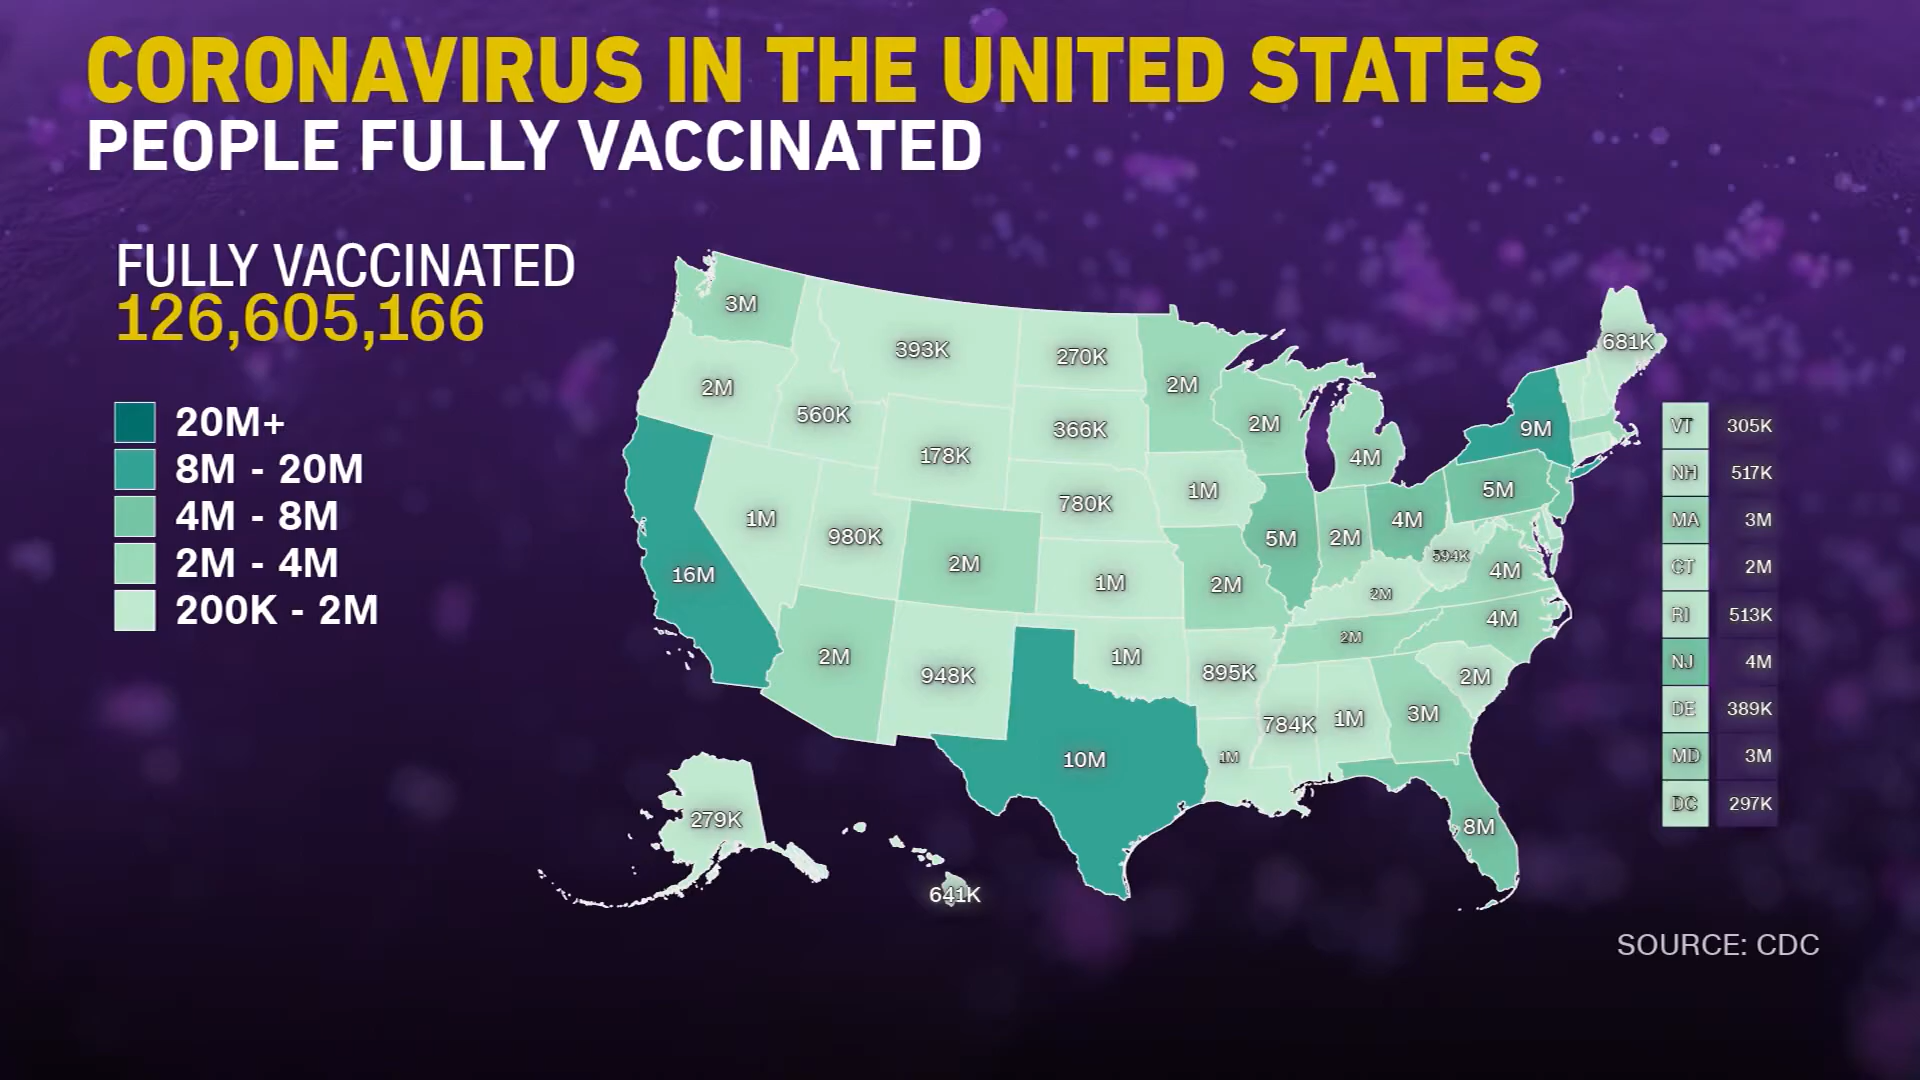 CORONAVIRUS IN THE UNITED STATES
PEOPLE FULLY VACCINATED
FULLY VACCINATED
126,605,166
20M+
8M - 20M
4M - 8M
2M - 4M
200K - 2M
3M
393K
270K
2M
681K
2M
560K
178K
366K
2M
4M
9M
16M
1M
980K
2M
780K
1M
1M
5M
2M
4M
5M
2M
594K
4M
2M
2M
4M
2M
948K
1M
895K
2M
10M
1M
784K
1M
3M
8M
279K
641K
VT 305K
NH 517K
MA 3M
CT 2M
RI 513K
NJ 4M
DE 389K
MD 3M
DC 297K
SOURCE: CDC